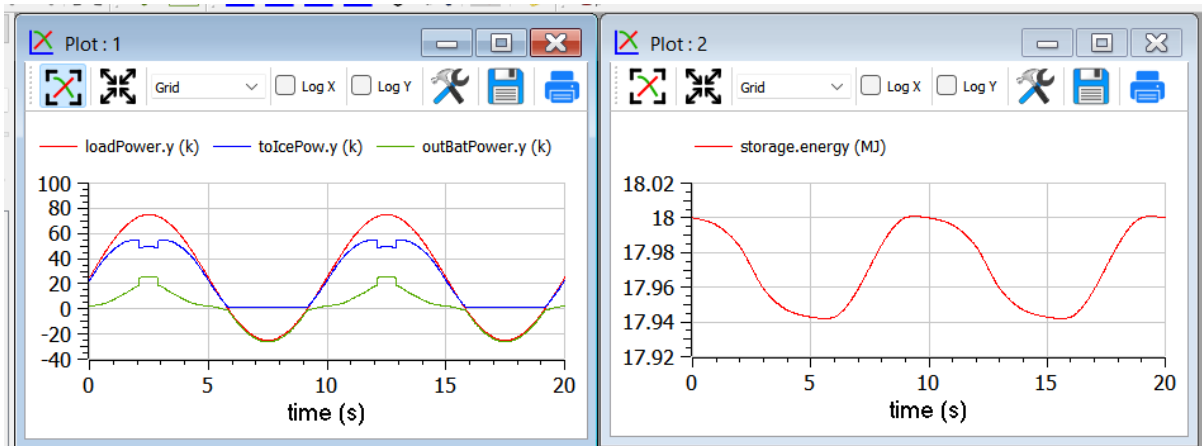 Plot : 1
Grid
Log X
Log Y
loadPower.y (k)
toIcePow.y (k)
outBatPower.y (k)
100
80
60
40
20
0
-20
-40
0
5
10
15
20
time (s)
Plot : 2
Grid
Log X
Log Y
storage.energy (MJ)
18.02
18
17.98
17.96
17.94
17.92
0
5
10
15
20
time (s)